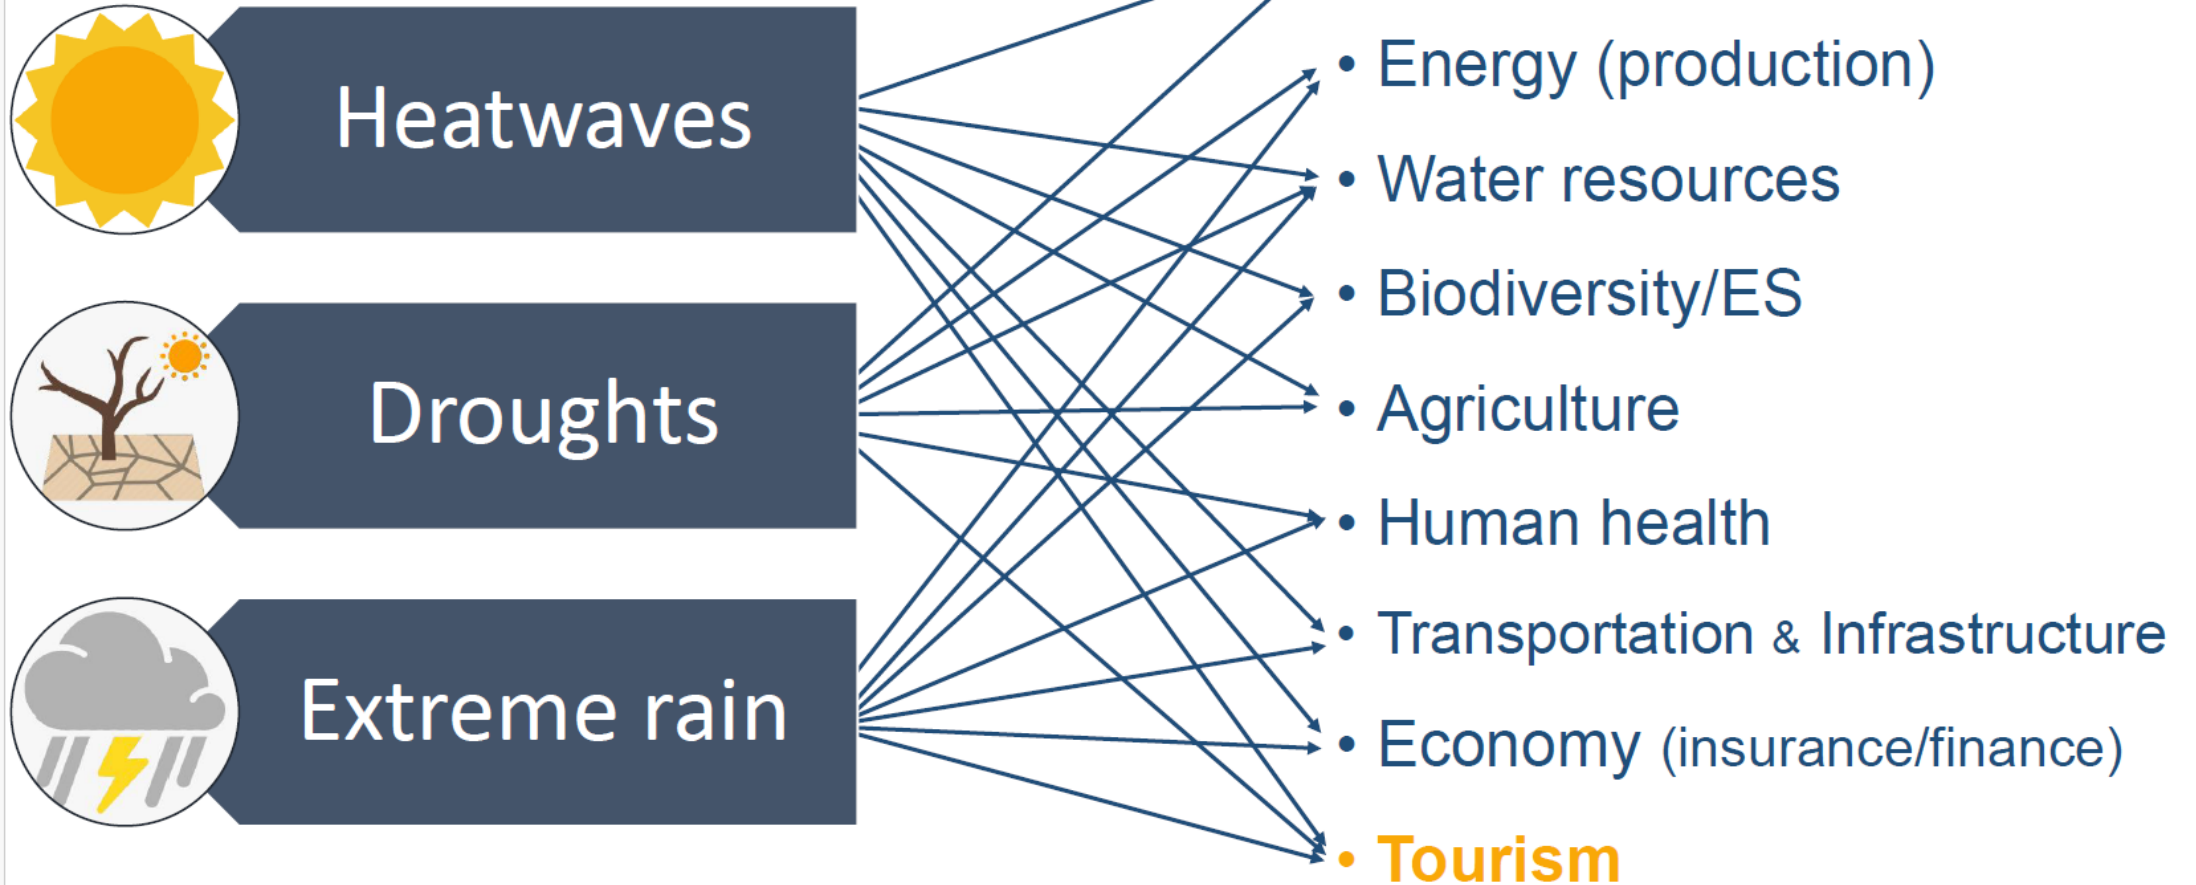 Heatwaves
Droughts
Extreme rain
• Energy (production)
• Water resources
• Biodiversity/ES
• Agriculture
• Human health
• Transportation & Infrastructure
• Economy (insurance/finance)
• Tourism